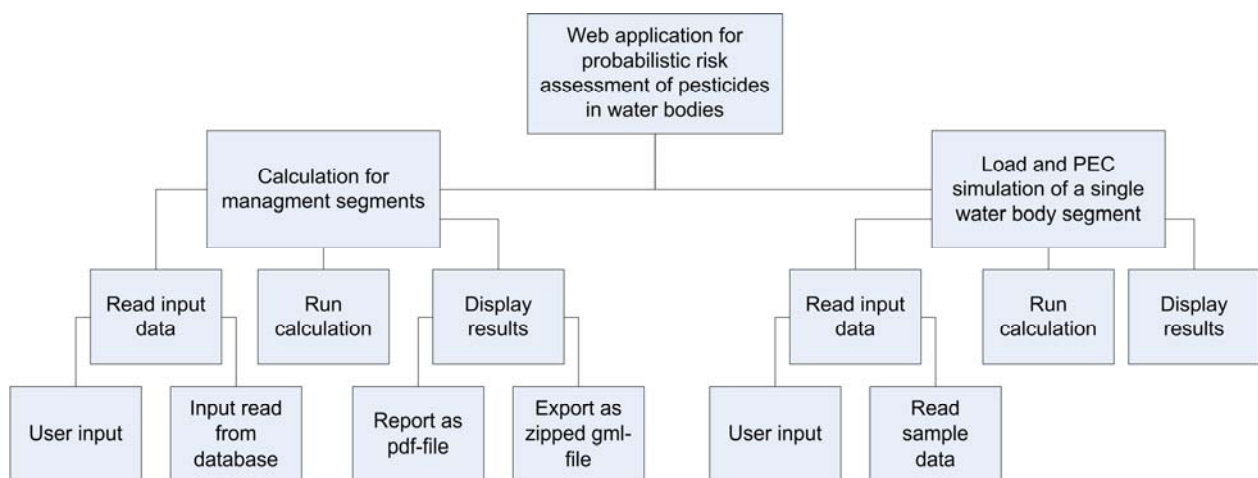 Web application for
probabilistic risk
assessment of pesticides
in water bodies
Calculation for
managment segments
Load and PEC
simulation of a single
water body segment
Read input
data
Run
calculation
Display
results
Read input
data
Run
calculation
Display
results
User input
Input read
from
database
Report as
pdf-file
Export as
zipped gml-
file
User input
Read
sample
data